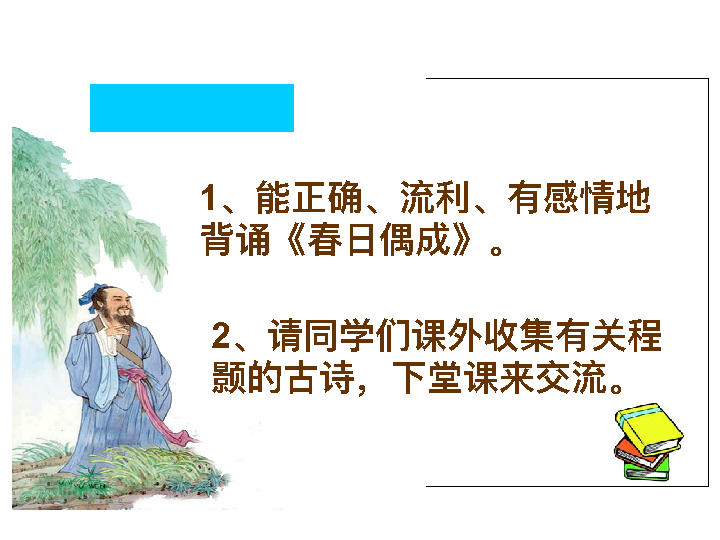 1、能正确、流利、有感情地
背诵《春日偶成》。
2、请同学们课外收集有关程
颢的古诗，下堂课来交流。